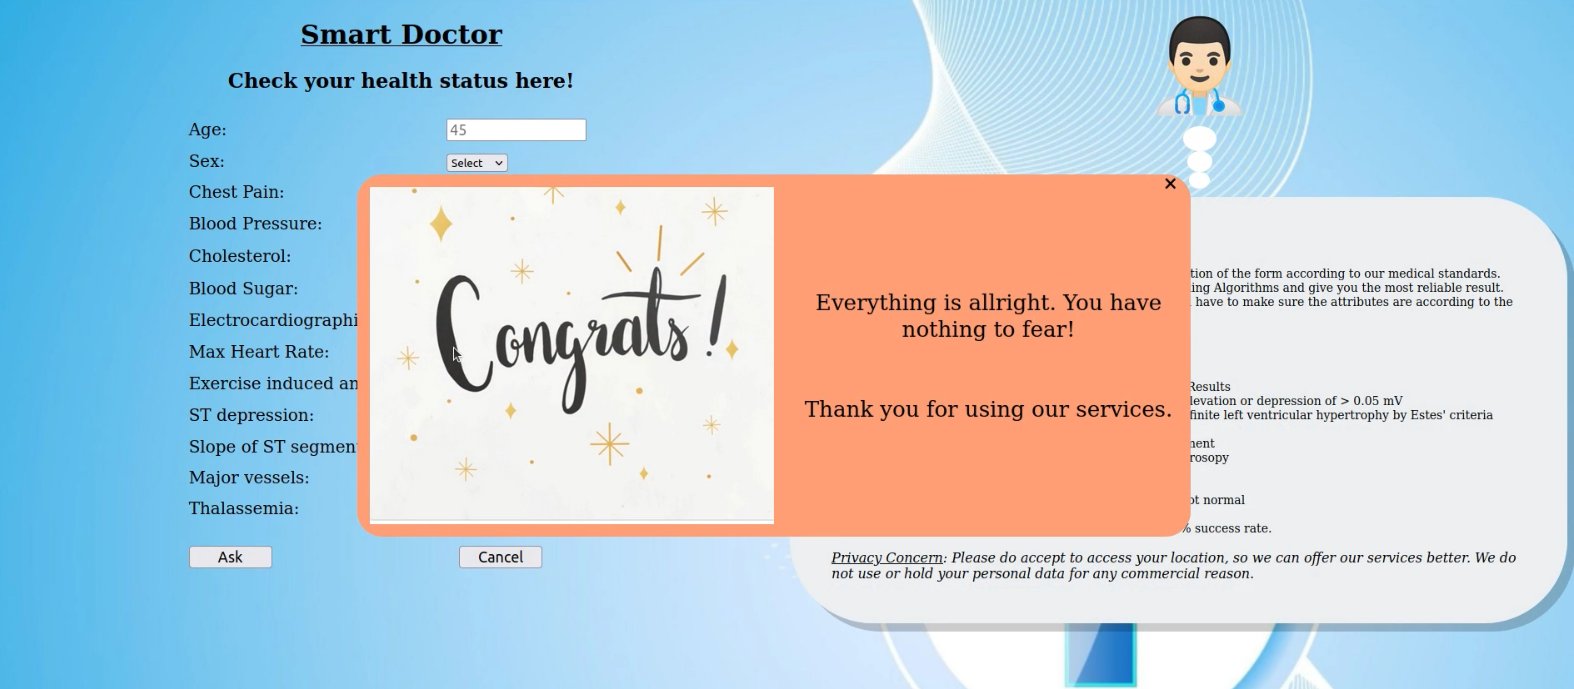 Smart Doctor
Check your health status here!
Age:
45
Sex:
Select
Chest Pain:
Blood Pressure:
Cholesterol:
Blood Sugar:
Electrocardiographi
Max Heart Rate:
Exercise induced an
ST depression:
Slope of ST segment
Major vessels:
Thalassemia:
Ask
Cancel
Congrats!
Everything is allright. You have
nothing to fear!
Thank you for using our services.
tion of the form according to our medical standards.
ing Algorithms and give you the most reliable result.
have to make sure the attributes are according to the
Results
levation or depression of > 0.05 mV
finite left ventricular hypertrophy by Estes' criteria
ment
rosopy
ot normal
% success rate.
Privacy Concern: Please do accept to access your location, so we can offer our services better. We do
not use or hold your personal data for any commercial reason.